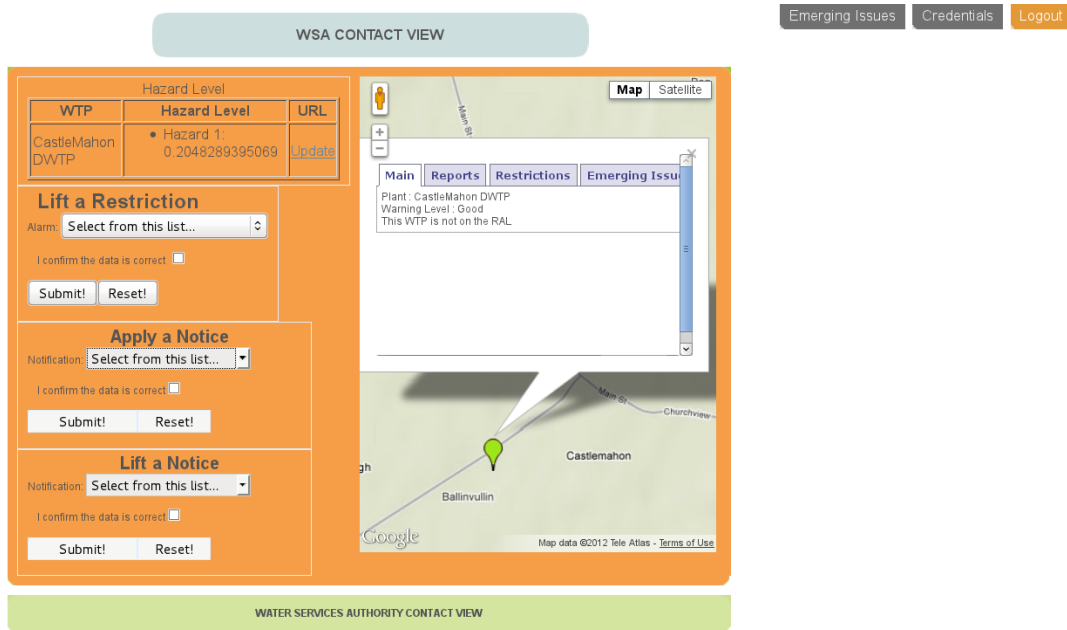 Emerging Issues Credentials Logout
WSA CONTACT VIEW
Hazard Level
WTP Hazard Level URL
CastleMahon DWTP
• Hazard 1:
0.2048289395069
Update
Lift a Restriction
Alarm: Select from this list...
I confirm the data is correct
Submit! Reset!
Apply a Notice
Notification: Select from this list...
I confirm the data is correct
Submit! Reset!
Lift a Notice
Notification: Select from this list...
I confirm the data is correct
Submit! Reset!
Map Satellite
Main St
+
−
Main Reports Restrictions Emerging Issu
Plant : CastleMahon DWTP
Warning Level : Good
This WTP is not on the RAL
Main St
Churchview
Castlemahon
gh
Ballinvullin
Google
Map data ©2012 Tele Atlas - Terms of Use
WATER SERVICES AUTHORITY CONTACT VIEW